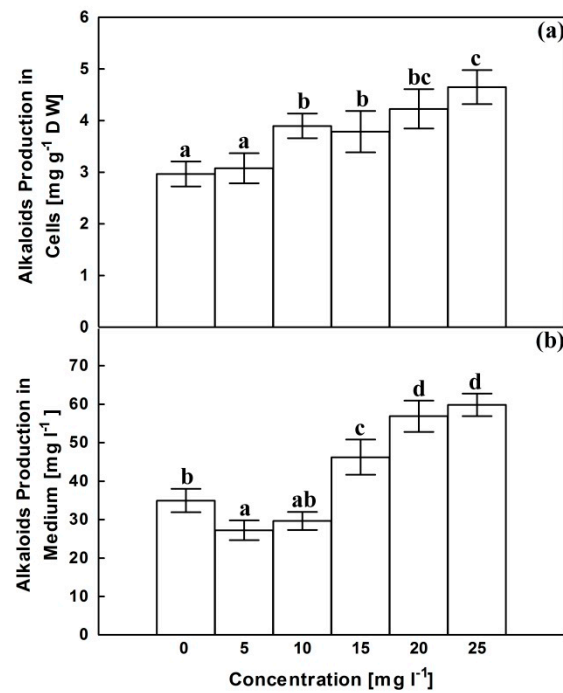 (a)
Alkaloids Production in
Cells [mg g⁻¹ DW]
6
5
4
3
2
1
0
a
a
b
b
bc
c
(b)
Alkaloids Production in
Medium [mg l⁻¹]
70
60
50
40
30
20
10
0
b
a
ab
c
d
d
0 5 10 15 20 25
Concentration [mg l⁻¹]